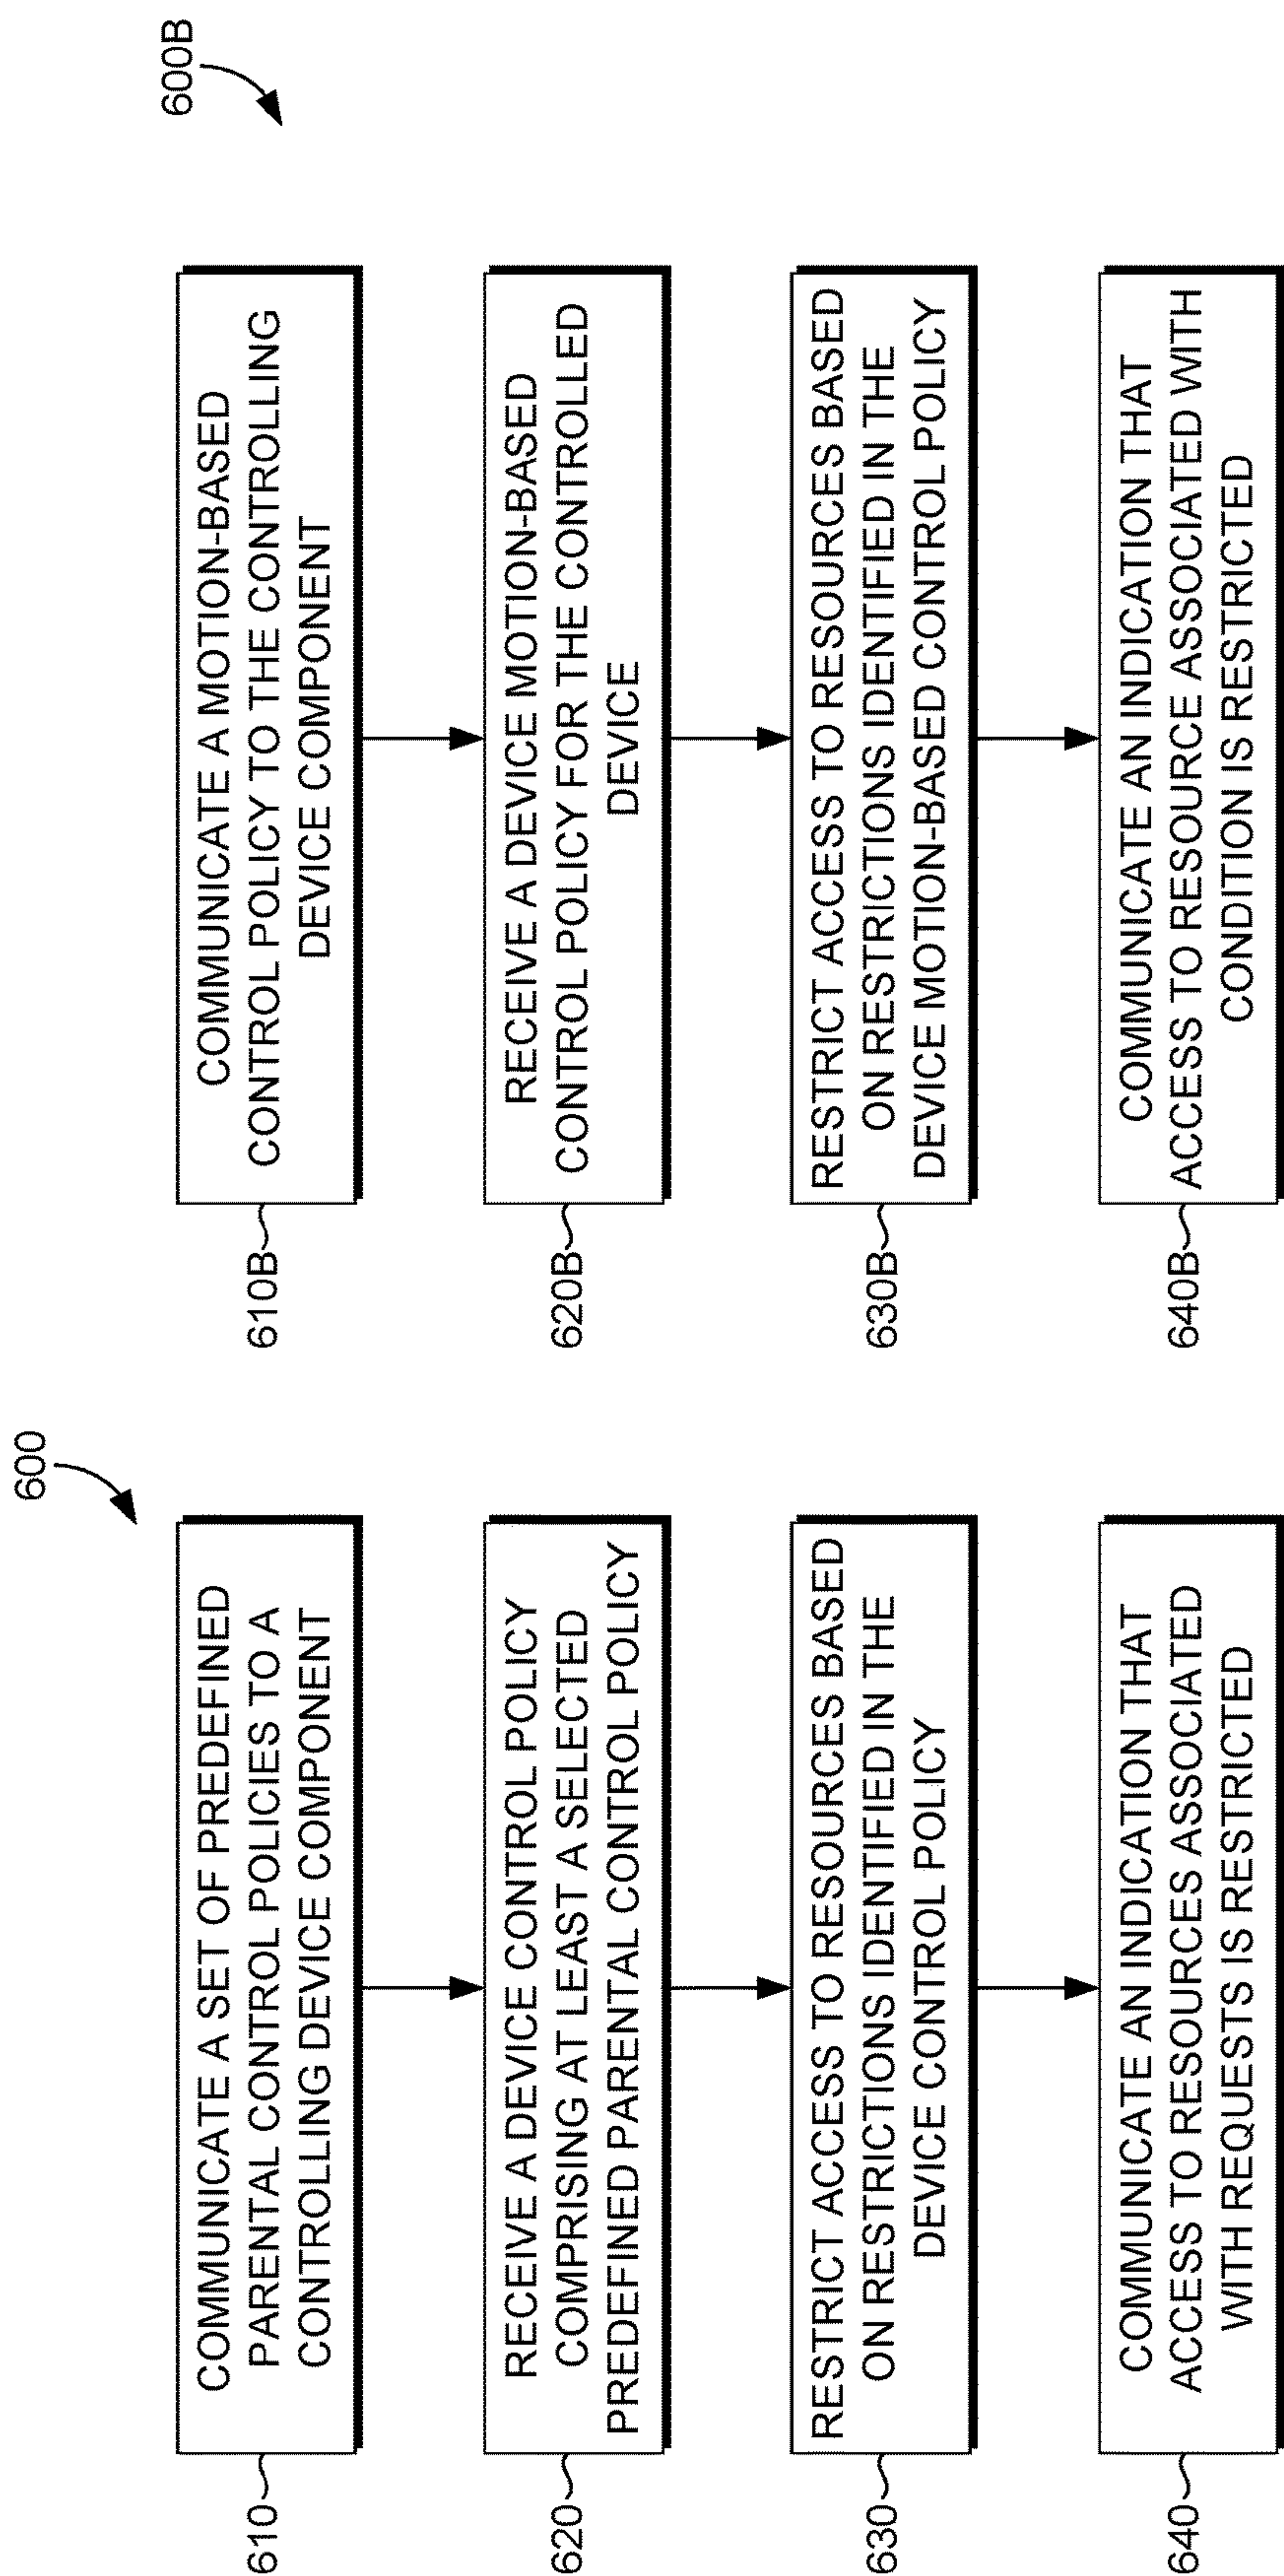 600
610
COMMUNICATE A SET OF PREDEFINED
PARENTAL CONTROL POLICIES TO A
CONTROLLING DEVICE COMPONENT
620
RECEIVE A DEVICE CONTROL POLICY
COMPRISING AT LEAST A SELECTED
PREDEFINED PARENTAL CONTROL POLICY
630
RESTRICT ACCESS TO RESOURCES BASED
ON RESTRICTIONS IDENTIFIED IN THE
DEVICE CONTROL POLICY
640
COMMUNICATE AN INDICATION THAT
ACCESS TO RESOURCES ASSOCIATED
WITH REQUESTS IS RESTRICTED
600B
610B
COMMUNICATE A MOTION-BASED
CONTROL POLICY TO THE CONTROLLING
DEVICE COMPONENT
620B
RECEIVE A DEVICE MOTION-BASED
CONTROL POLICY FOR THE CONTROLLED
DEVICE
630B
RESTRICT ACCESS TO RESOURCES BASED
ON RESTRICTIONS IDENTIFIED IN THE
DEVICE MOTION-BASED CONTROL POLICY
640B
COMMUNICATE AN INDICATION THAT
ACCESS TO RESOURCE ASSOCIATED WITH
CONDITION IS RESTRICTED